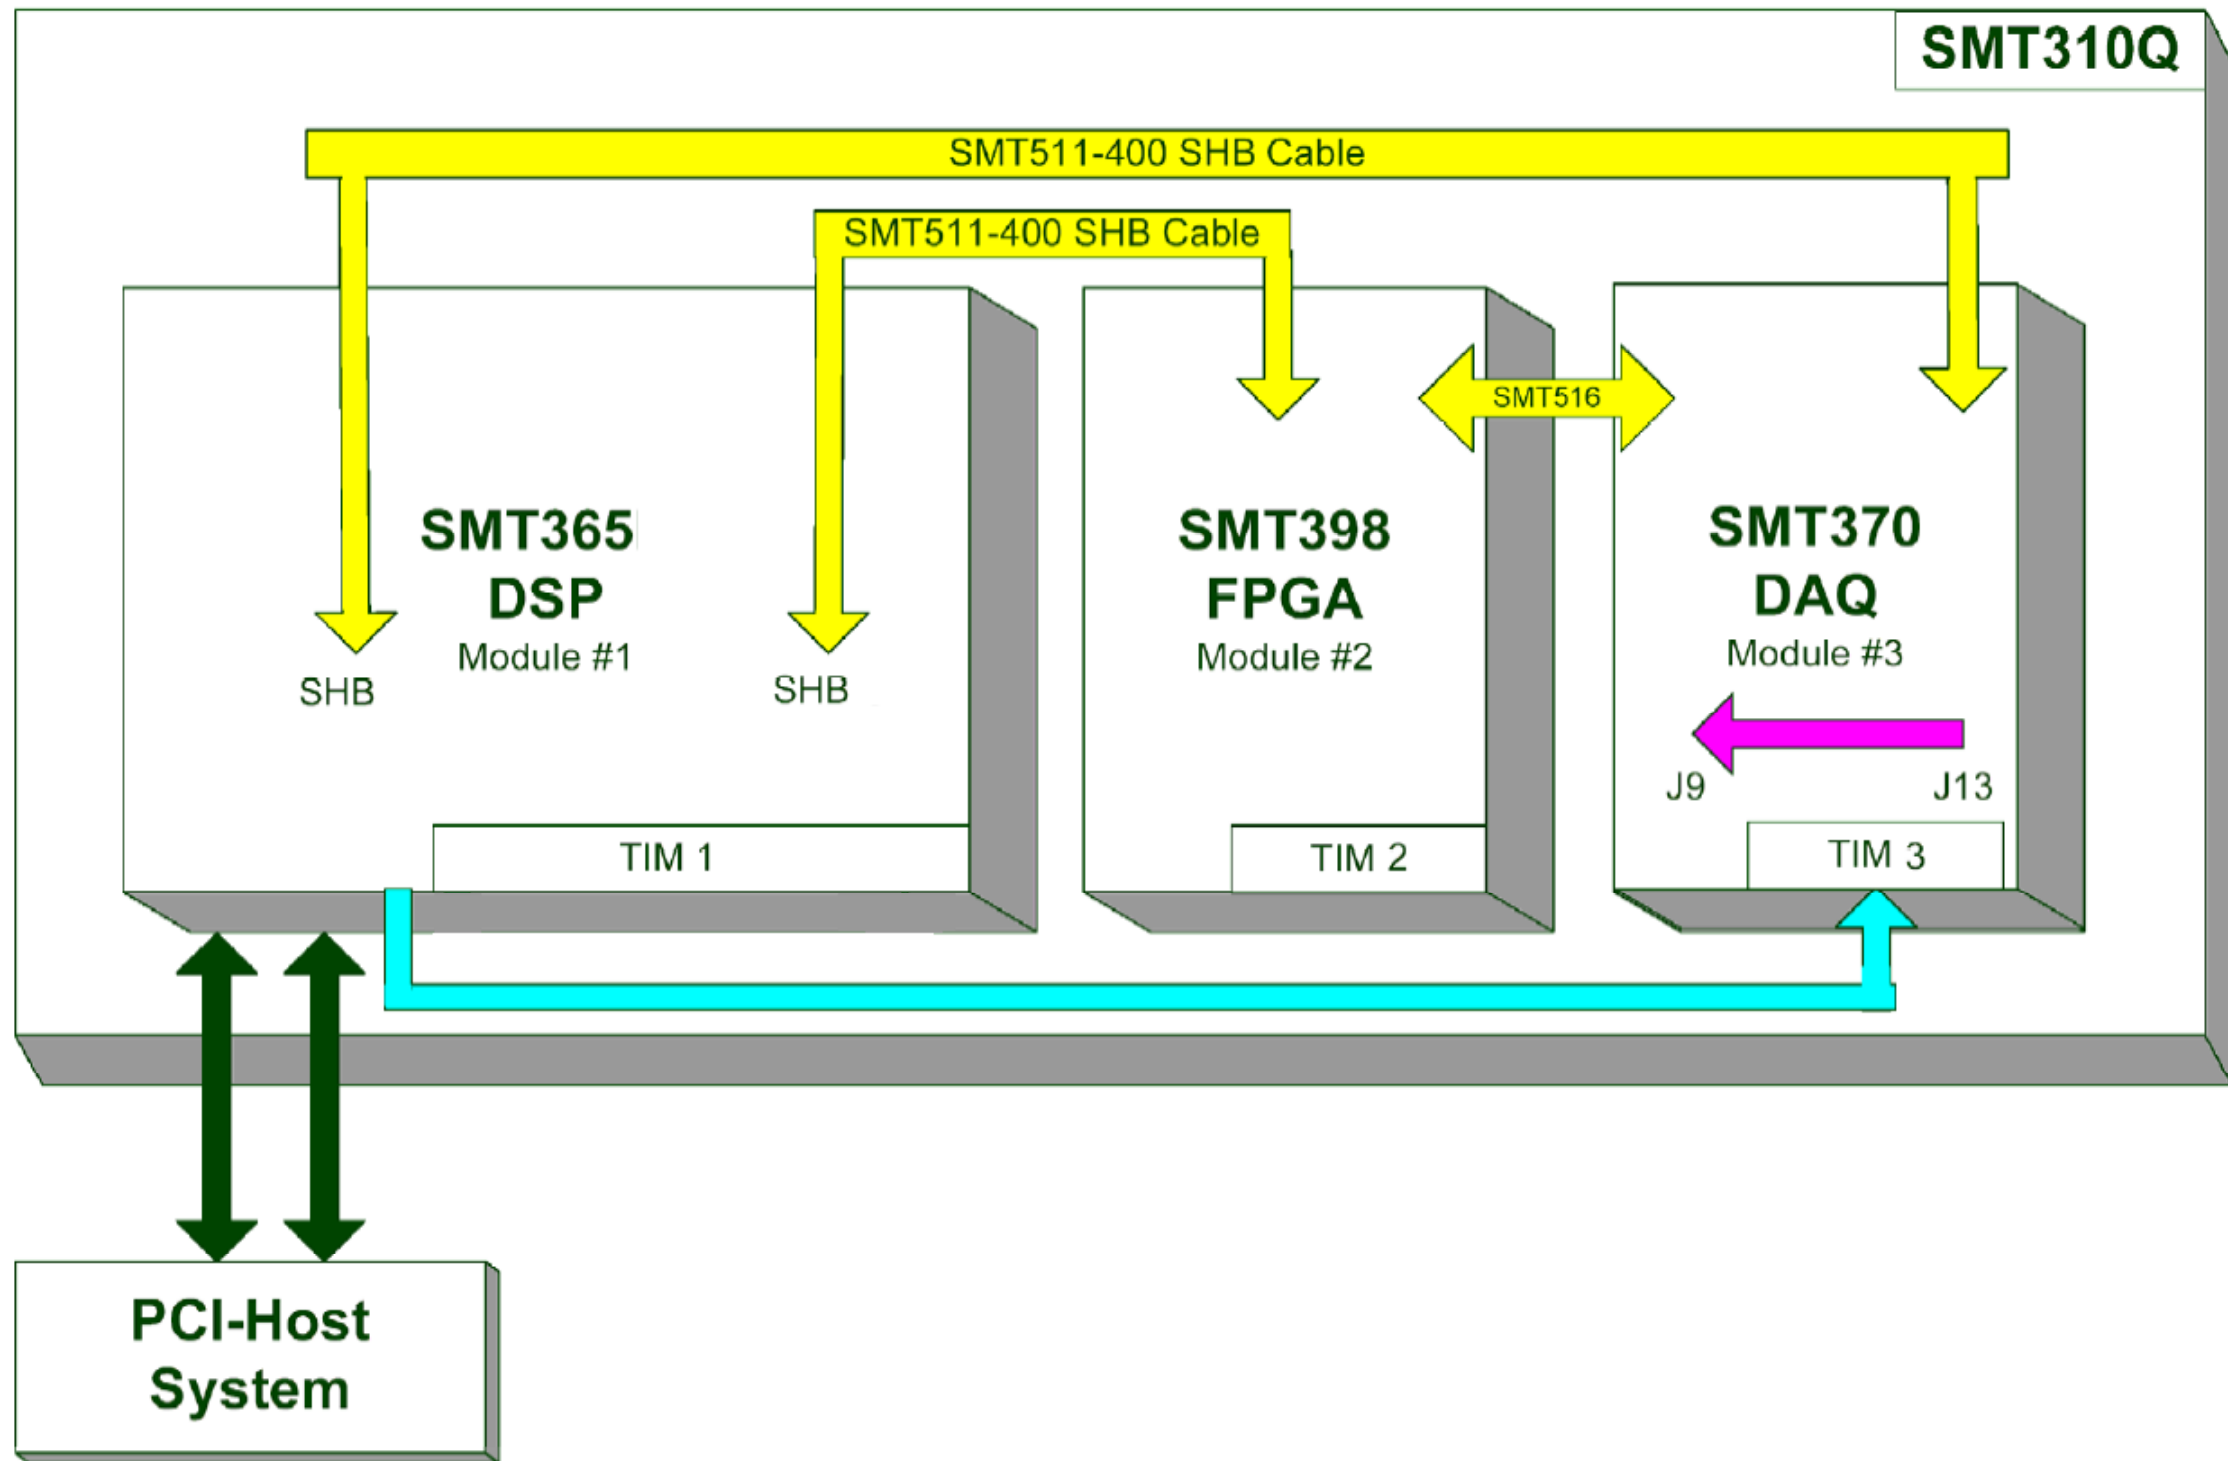 SMT310Q
SMT511-400 SHB Cable
SMT511-400 SHB Cable
SMT516
SMT365
DSP
Module #1
SHB
SHB
TIM 1
SMT398
FPGA
Module #2
TIM 2
SMT370
DAQ
Module #3
J9
J13
TIM 3
PCI-Host
System